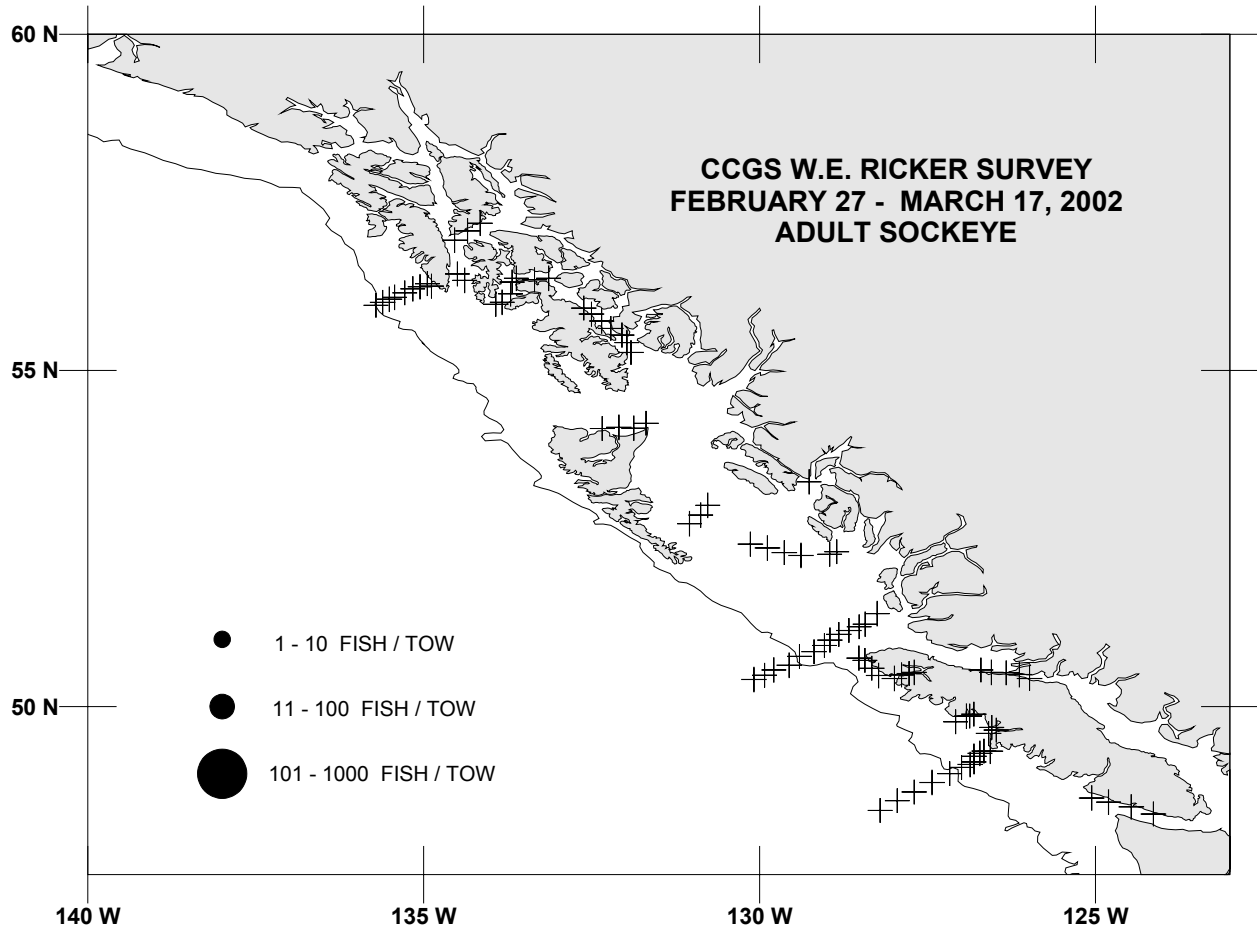 60 N
CCGS W.E. RICKER SURVEY
FEBRUARY 27 - MARCH 17, 2002
ADULT SOCKEYE
55 N
1 - 10 FISH / TOW
50 N
11 - 100 FISH / TOW
101 - 1000 FISH / TOW
140 W
135 W
130 W
125 W